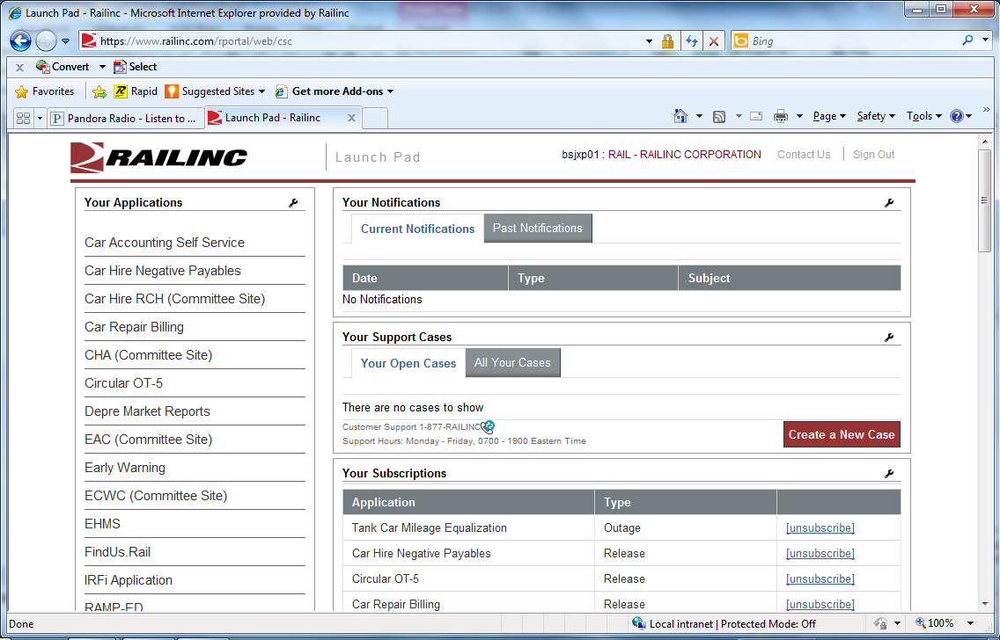 Launch Pad - Railinc - Microsoft Internet Explorer provided by Railinc
https://www.railinc.com/rportal/web/csc
Bing
Convert Select
Favorites Rapid Suggested Sites Get more Add-ons
Pandora Radio - Listen to ... Launch Pad - Railinc Page Safety Tools
RAILINC Launch Pad bsjxp01 : RAIL - RAILINC CORPORATION Contact Us Sign Out
Your Applications
Car Accounting Self Service
Car Hire Negative Payables
Car Hire RCH (Committee Site)
Car Repair Billing
CHA (Committee Site)
Circular OT-5
Depre Market Reports
EAC (Committee Site)
Early Warning
ECWC (Committee Site)
EHMS
FindUs.Rail
IRFi Application
RAMP-ED
Your Notifications
Current Notifications Past Notifications
Date Type Subject
No Notifications
Your Support Cases
Your Open Cases All Your Cases
There are no cases to show
Customer Support 1-877-RAILINC
Support Hours: Monday - Friday, 0700 - 1900 Eastern Time
Create a New Case
Your Subscriptions
Application Type
Tank Car Mileage Equalization Outage [unsubscribe]
Car Hire Negative Payables Release [unsubscribe]
Circular OT-5 Release [unsubscribe]
Car Repair Billing Release [unsubscribe]
Done Local intranet | Protected Mode: Off 100%